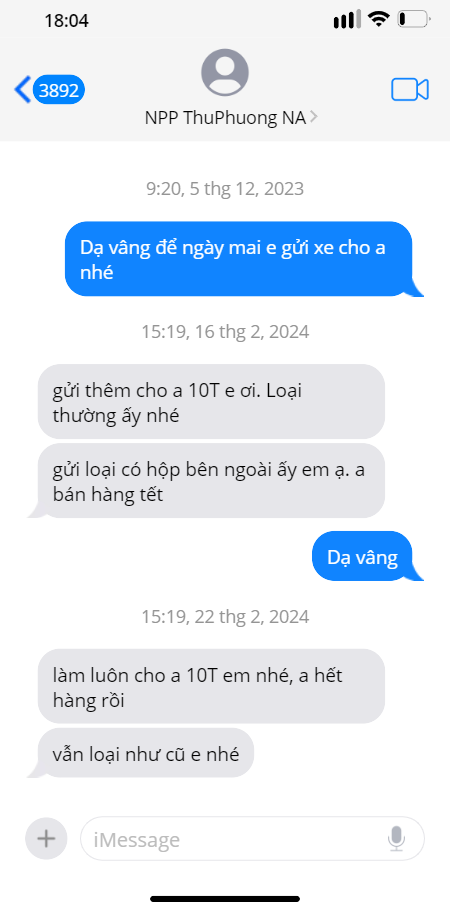 18:04
3892
NPP ThuPhuong NA
9:20, 5 thg 12, 2023
Dạ vâng để ngày mai e gửi xe cho a
nhé
15:19, 16 thg 2, 2024
gửi thêm cho a 10T e ơi. Loại
thường ấy nhé
gửi loại có hộp bên ngoài ấy em ạ. a
bán hàng tết
Dạ vâng
15:19, 22 thg 2, 2024
làm luôn cho a 10T em nhé, a hết
hàng rồi
vẫn loại như cũ e nhé
iMessage